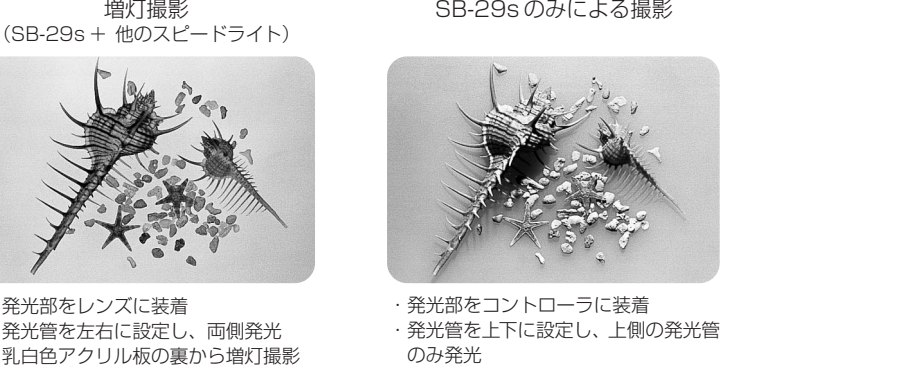 増灯撮影
（SB-29s＋ 他のスピードライト）
発光部をレンズに装着
発光管を左右に設定し、両側発光
乳白色アクリル板の裏から増灯撮影
SB-29sのみによる撮影
・発光部をコントローラに装着
・発光管を上下に設定し、上側の発光管
のみ発光